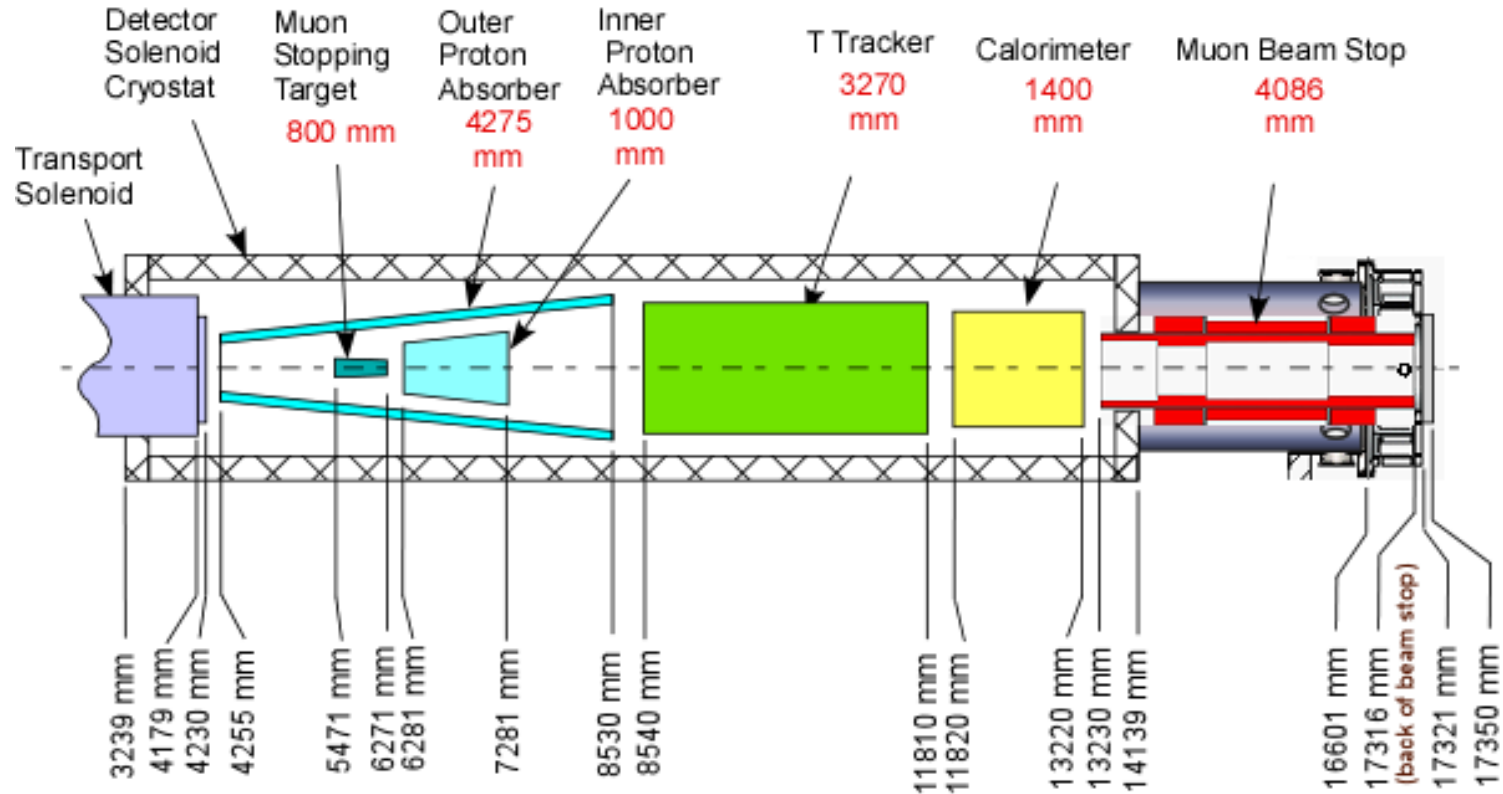 Detector
Solenoid
Cryostat
Muon
Stopping
Target
800 mm
Outer
Proton
Absorber
4275
mm
Inner
Proton
Absorber
1000
mm
T Tracker
3270
mm
Calorimeter
1400
mm
Muon Beam Stop
4086
mm
Transport
Solenoid
3239 mm
4179 mm
4230 mm
4255 mm
5471 mm
6271 mm
6281 mm
7281 mm
8530 mm
8540 mm
11810 mm
11820 mm
13220 mm
13230 mm
14139 mm
16601 mm
17316 mm
(back of beam stop)
17321 mm
17350 mm